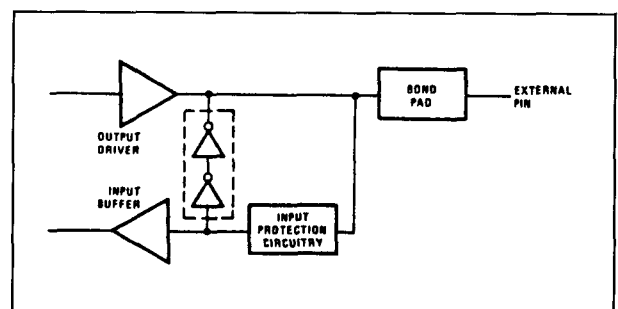 OUTPUT
DRIVER
BOND
PAD
EXTERNAL
PIN
INPUT
BUFFER
INPUT
PROTECTION
CIRCUITRY